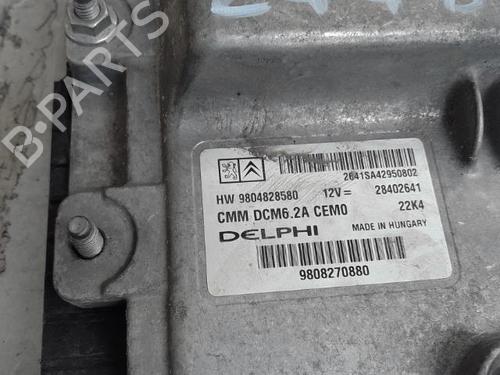 B-PARTS
2641SA42950802
HW 9804828580 12V= 28402641
MADE IN HUNGARY
CMM DCM6.2A CEM0 22K4
DELPHI
9808270880